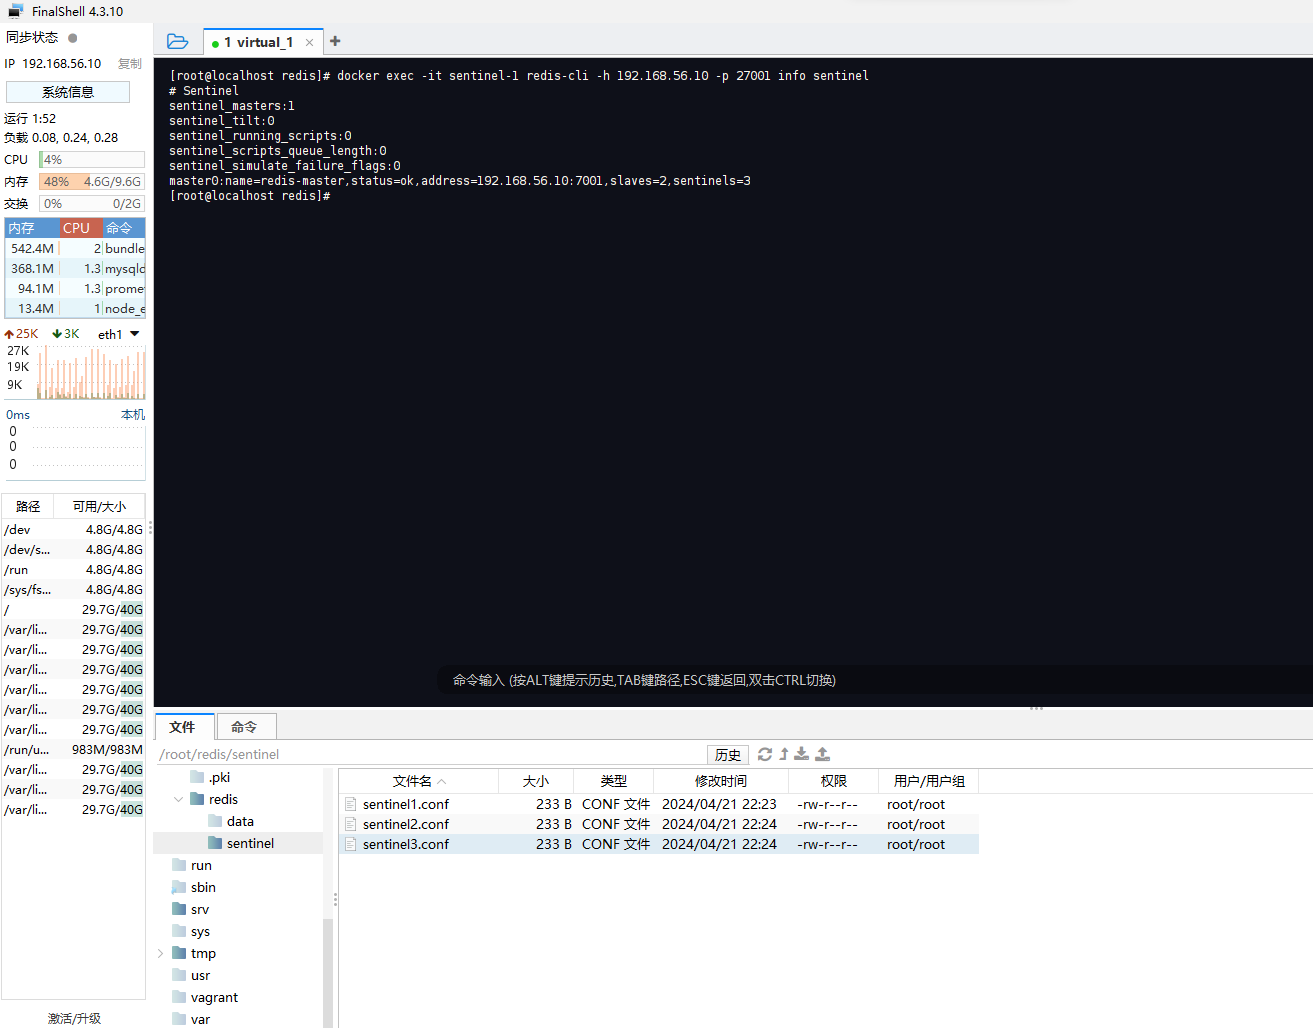 FinalShell 4.3.10
同步状态
IP 192.168.56.10 复制
系统信息
运行 1:52
负载 0.08, 0.24, 0.28
CPU 4%
内存 48% 4.6G/9.6G
交换 0% 0/2G
内存 CPU 命令
542.4M 2 bundle
368.1M 1.3 mysqld
94.1M 1.3 promet
13.4M 1 node_e
25K 3K eth1
27K
19K
9K
0ms 本机
0
0
0
路径 可用/大小
/dev 4.8G/4.8G
/dev/s... 4.8G/4.8G
/run 4.8G/4.8G
/sys/fs... 4.8G/4.8G
/ 29.7G/40G
/var/li... 29.7G/40G
/var/li... 29.7G/40G
/var/li... 29.7G/40G
/var/li... 29.7G/40G
/var/li... 29.7G/40G
/var/li... 29.7G/40G
/run/u... 983M/983M
/var/li... 29.7G/40G
/var/li... 29.7G/40G
/var/li... 29.7G/40G
激活/升级
1 virtual_1 × +
[root@localhost redis]# docker exec -it sentinel-1 redis-cli -h 192.168.56.10 -p 27001 info sentinel
# Sentinel
sentinel_masters:1
sentinel_tilt:0
sentinel_running_scripts:0
sentinel_scripts_queue_length:0
sentinel_simulate_failure_flags:0
master0:name=redis-master,status=ok,address=192.168.56.10:7001,slaves=2,sentinels=3
[root@localhost redis]#
命令输入 (按ALT键提示历史,TAB键路径,ESC键返回,双击CTRL切换)
文件 命令
/root/redis/sentinel 历史
.pki
redis
data
sentinel
run
sbin
srv
sys
tmp
usr
vagrant
var
文件名 大小 类型 修改时间 权限 用户/用户组
sentinel1.conf 233 B CONF 文件 2024/04/21 22:23 -rw-r--r-- root/root
sentinel2.conf 233 B CONF 文件 2024/04/21 22:24 -rw-r--r-- root/root
sentinel3.conf 233 B CONF 文件 2024/04/21 22:24 -rw-r--r-- root/root